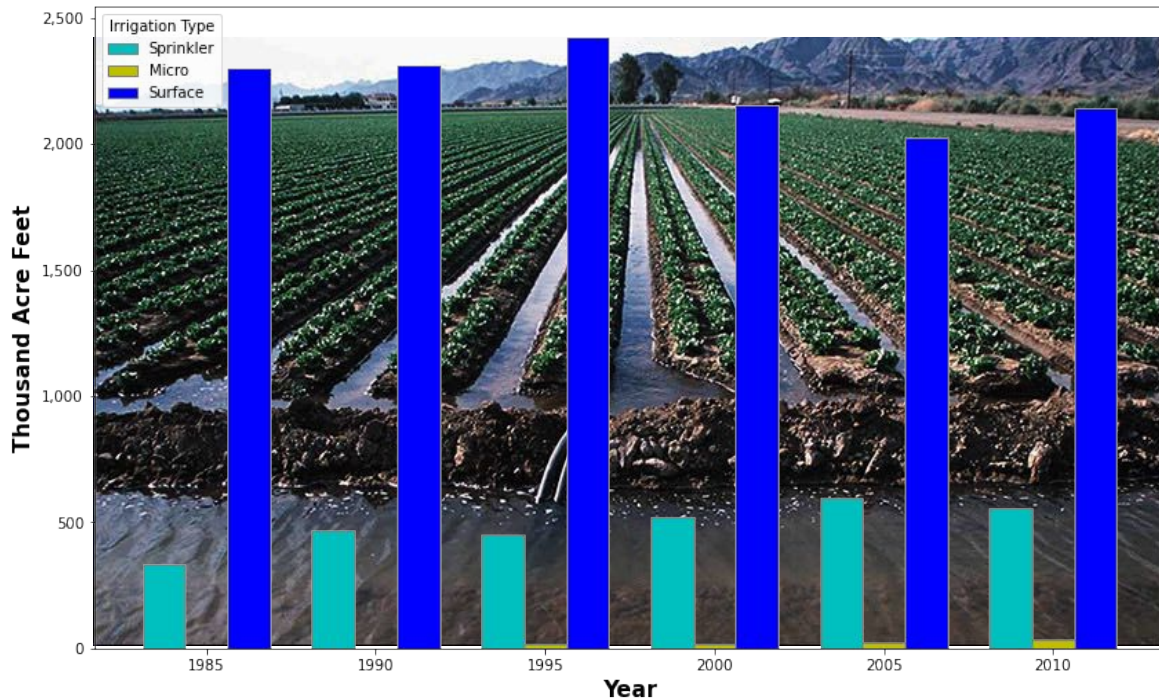 2,500
Irrigation Type
Sprinkler
Micro
Surface
2,000
1,500
1,000
500
0
Thousand Acre Feet
1985 1990 1995 2000 2005 2010
Year